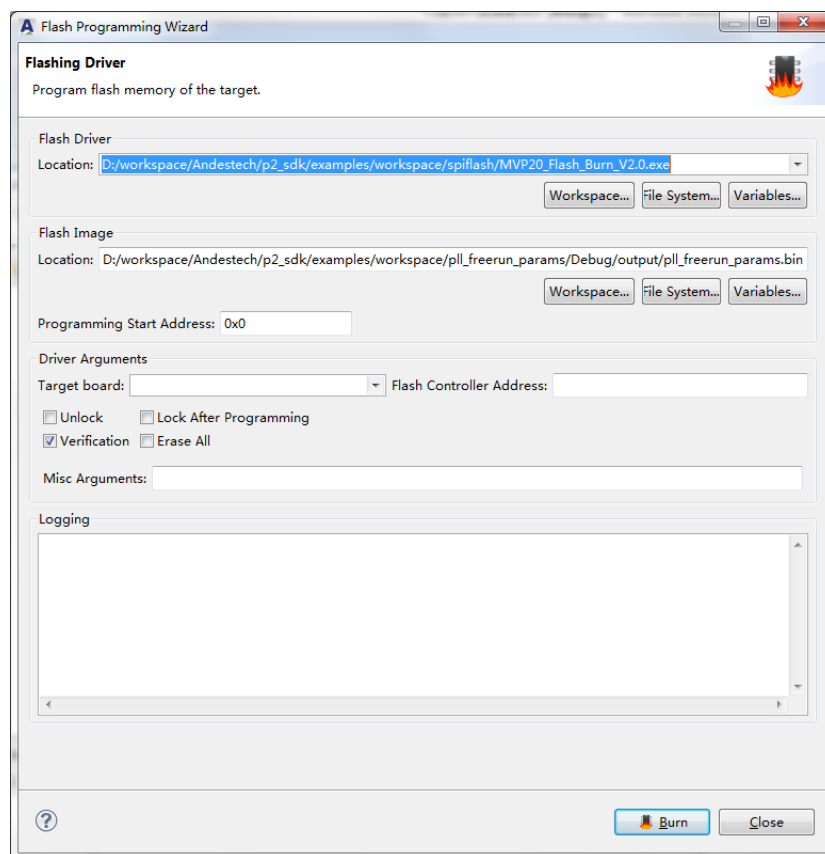 Flash Programming Wizard
Flashing Driver
Program flash memory of the target.
Flash Driver
Location: D:/workspace/Andestech/p2_sdk/examples/workspace/spiflash/MVP20_Flash_Burn_V2.0.exe
Workspace... File System... Variables...
Flash Image
Location: D:/workspace/Andestech/p2_sdk/examples/workspace/pll_freerun_params/Debug/output/pll_freerun_params.bin
Workspace... File System... Variables...
Programming Start Address: 0x0
Driver Arguments
Target board: Flash Controller Address:
Unlock Lock After Programming
Verification Erase All
Misc Arguments:
Logging
Burn Close